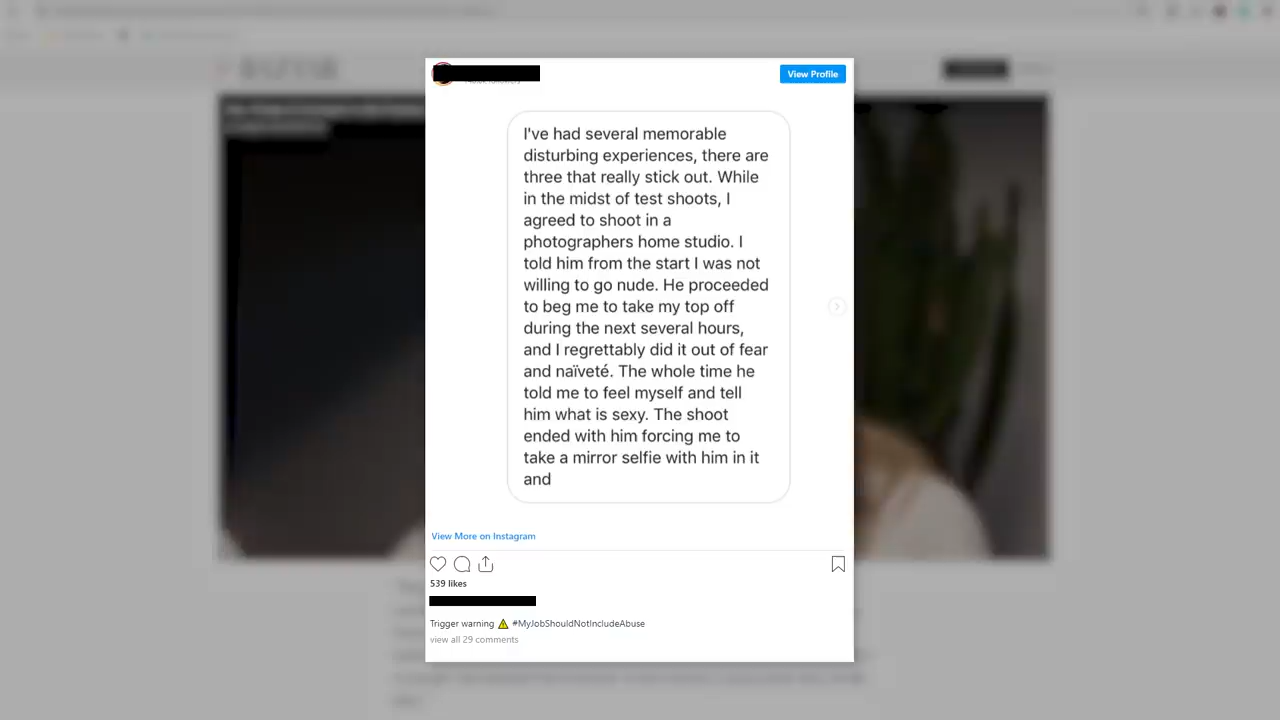 View Profile
I've had several memorable
disturbing experiences, there are
three that really stick out. While
in the midst of test shoots, I
agreed to shoot in a
photographers home studio. I
told him from the start I was not
willing to go nude. He proceeded
to beg me to take my top off
during the next several hours,
and I regrettably did it out of fear
and naïveté. The whole time he
told me to feel myself and tell
him what is sexy. The shoot
ended with him forcing me to
take a mirror selfie with him in it
and
View More on Instagram
539 likes
Trigger warning ⚠ #MyJobShouldNotIncludeAbuse
view all 29 comments